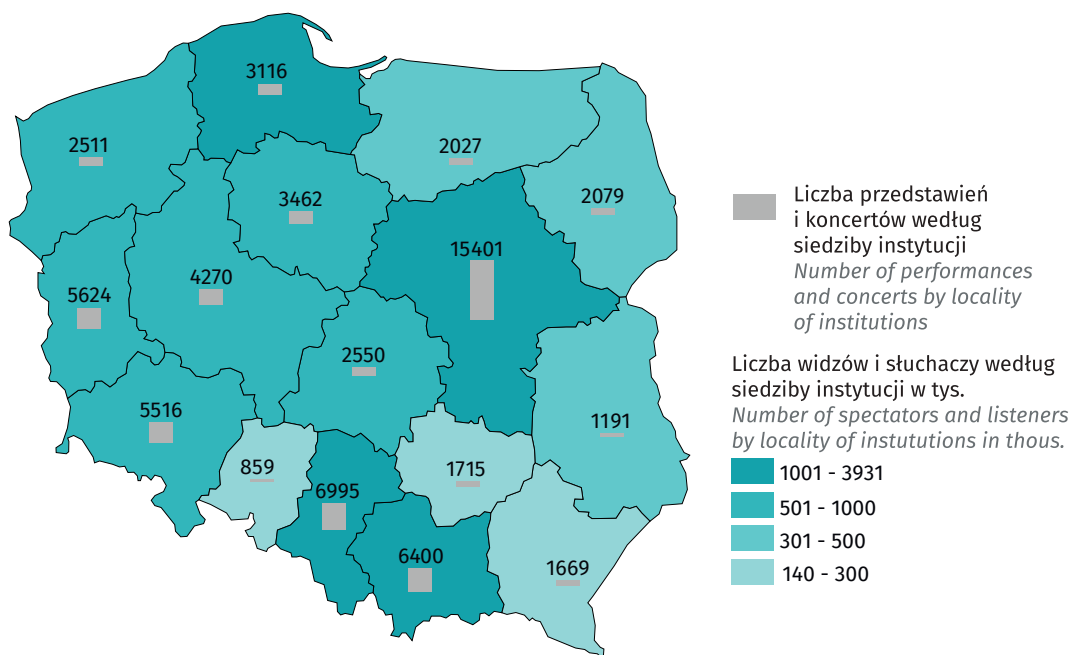 3116
2511
2027
3462
2079
15401
4270
5624
2550
5516
1191
859
1715
6995
6400
1669
Liczba przedstawień
i koncertów według
siedziby instytucji
Number of performances
and concerts by locality
of institutions
Liczba widzów i słuchaczy według
siedziby instytucji w tys.
Number of spectators and listeners
by locality of instututions in thous.
1001 - 3931
501 - 1000
301 - 500
140 - 300